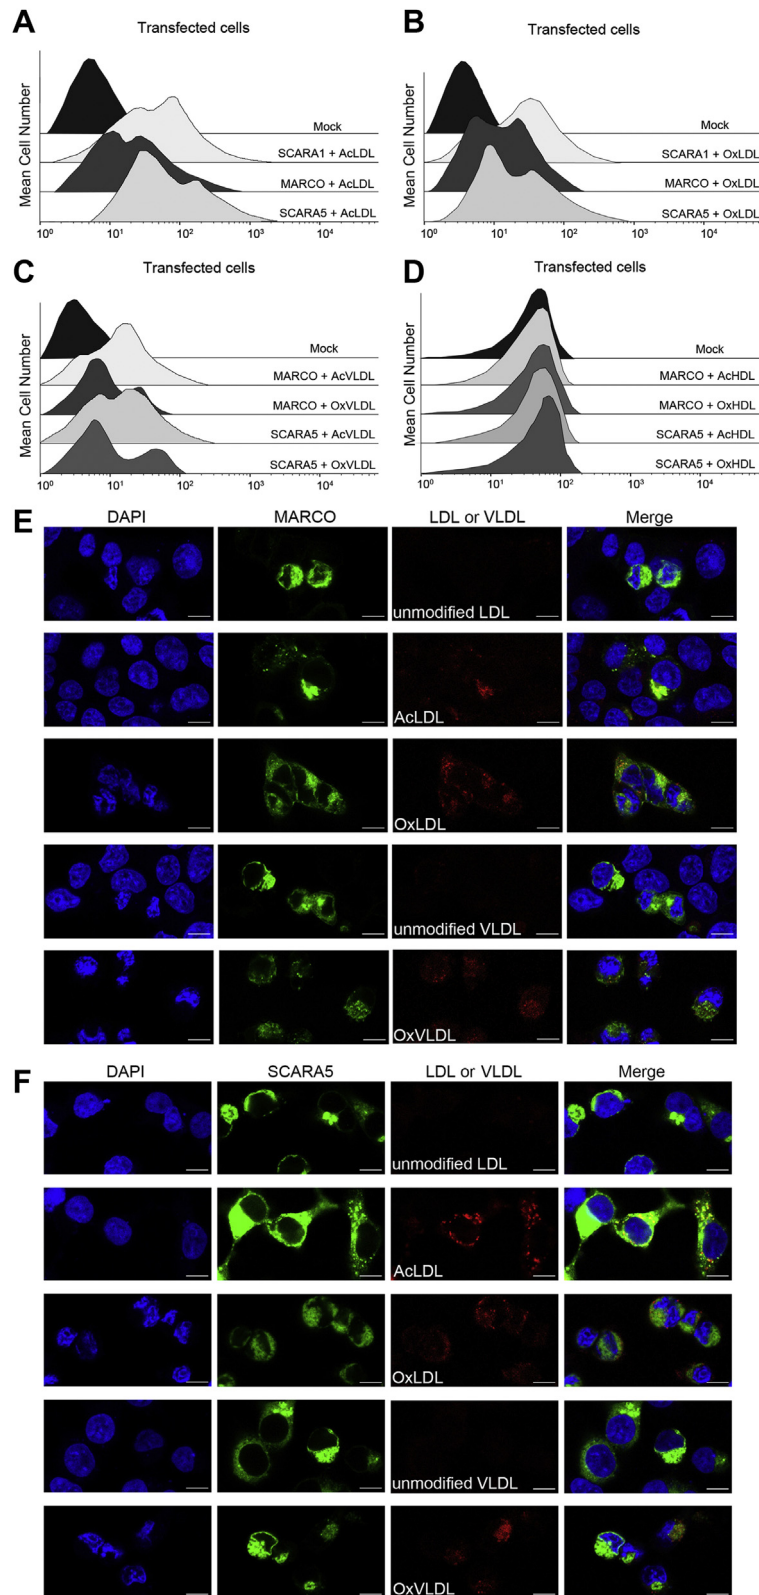 A
Transfected cells
Mean Cell Number
Mock
SCARA1 + AcLDL
MARCO + AcLDL
SCARA5 + AcLDL
10⁰ 10¹ 10² 10³
B
Transfected cells
Mean Cell Number
Mock
SCARA1 + OxLDL
MARCO + OxLDL
SCARA5 + OxLDL
10⁰ 10¹ 10² 10³
C
Transfected cells
Mean Cell Number
Mock
MARCO + AcVLDL
MARCO + OxVLDL
SCARA5 + AcVLDL
SCARA5 + OxVLDL
10⁰ 10¹ 10² 10³ 10⁴
D
Transfected cells
Mean Cell Number
Mock
MARCO + AcHDL
MARCO + OxHDL
SCARA5 + AcHDL
SCARA5 + OxHDL
10⁰ 10¹ 10² 10³ 10⁴
E
DAPI MARCO LDL or VLDL Merge
unmodified LDL
AcLDL
OxLDL
unmodified VLDL
OxVLDL
F
DAPI SCARA5 LDL or VLDL Merge
unmodified LDL
AcLDL
OxLDL
unmodified VLDL
OxVLDL